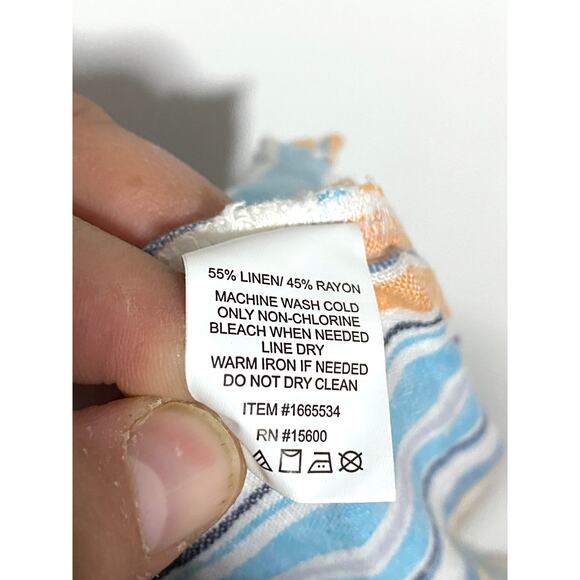 55% LINEN/ 45% RAYON
MACHINE WASH COLD
ONLY NON-CHLORINE
BLEACH WHEN NEEDED
LINE DRY
WARM IRON IF NEEDED
DO NOT DRY CLEAN
ITEM #1665534
RN #15600